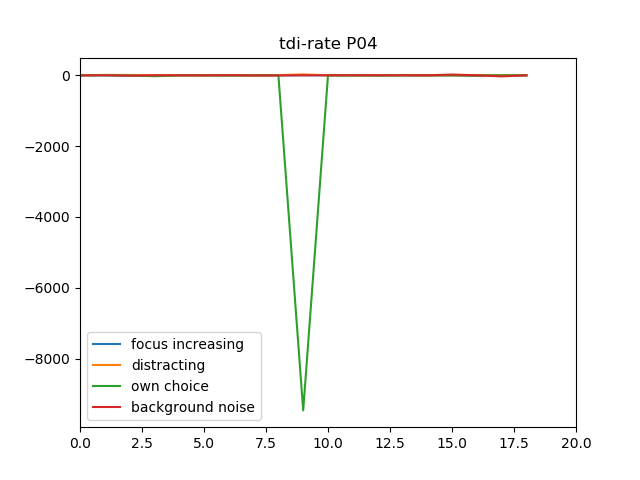 tdi-rate P04
0
−2000
−4000
−6000
−8000
focus increasing
distracting
own choice
background noise
0.0 2.5 5.0 7.5 10.0 12.5 15.0 17.5 20.0